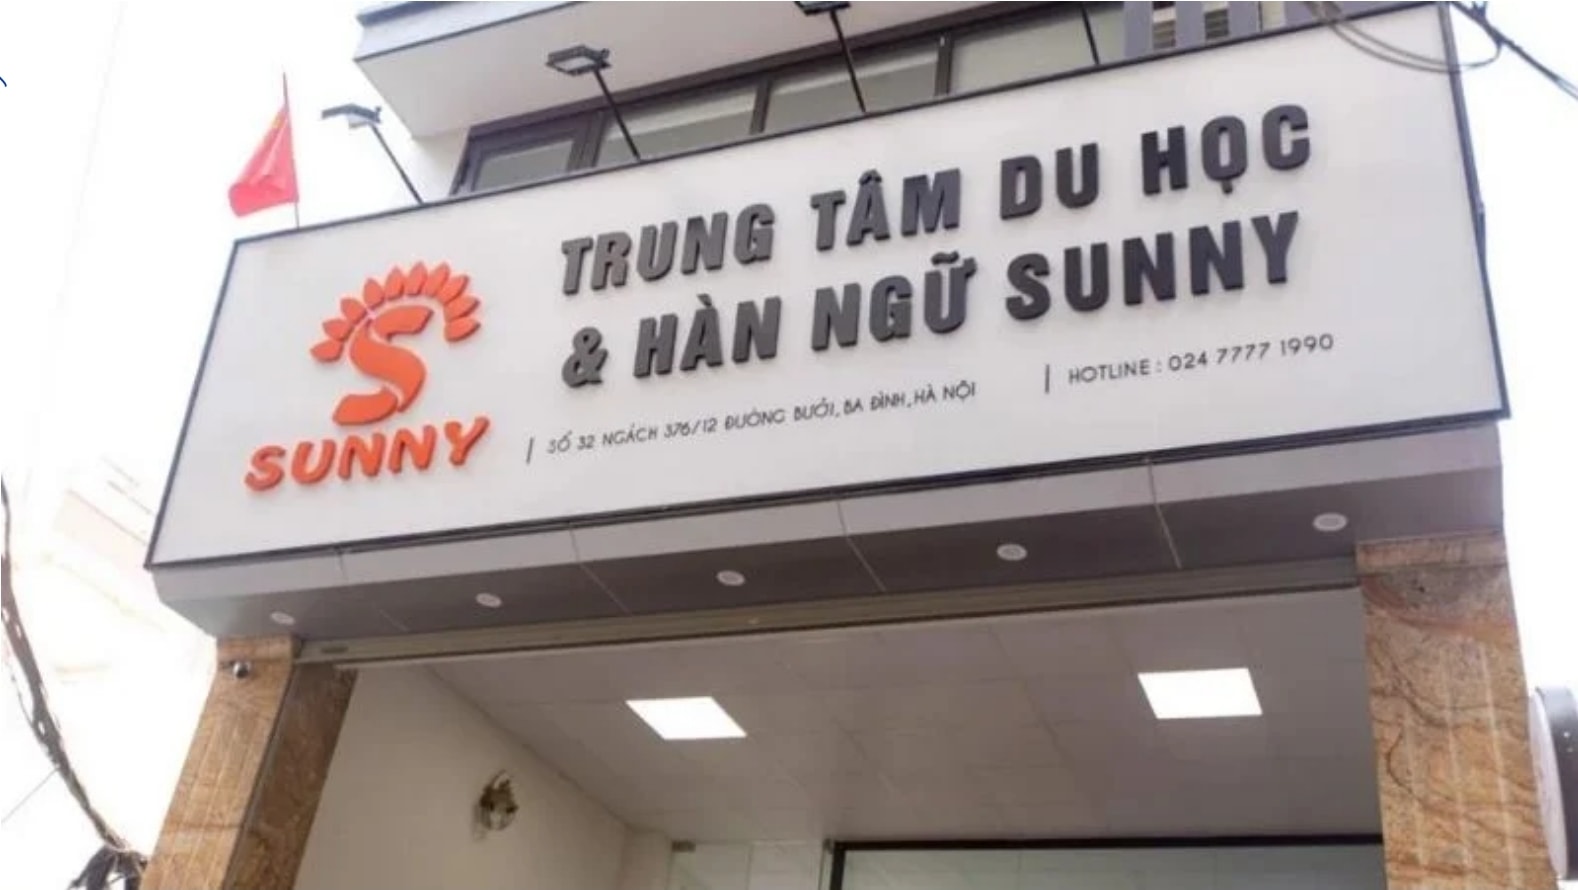 TRUNG TÂM DU HỌC
& HÀN NGỮ SUNNY
SUNNY
SỐ 32 NGÁCH 376/12 ĐƯỜNG BƯỞI, BA ĐÌNH, HÀ NỘI
HOTLINE : 024 7777 1990